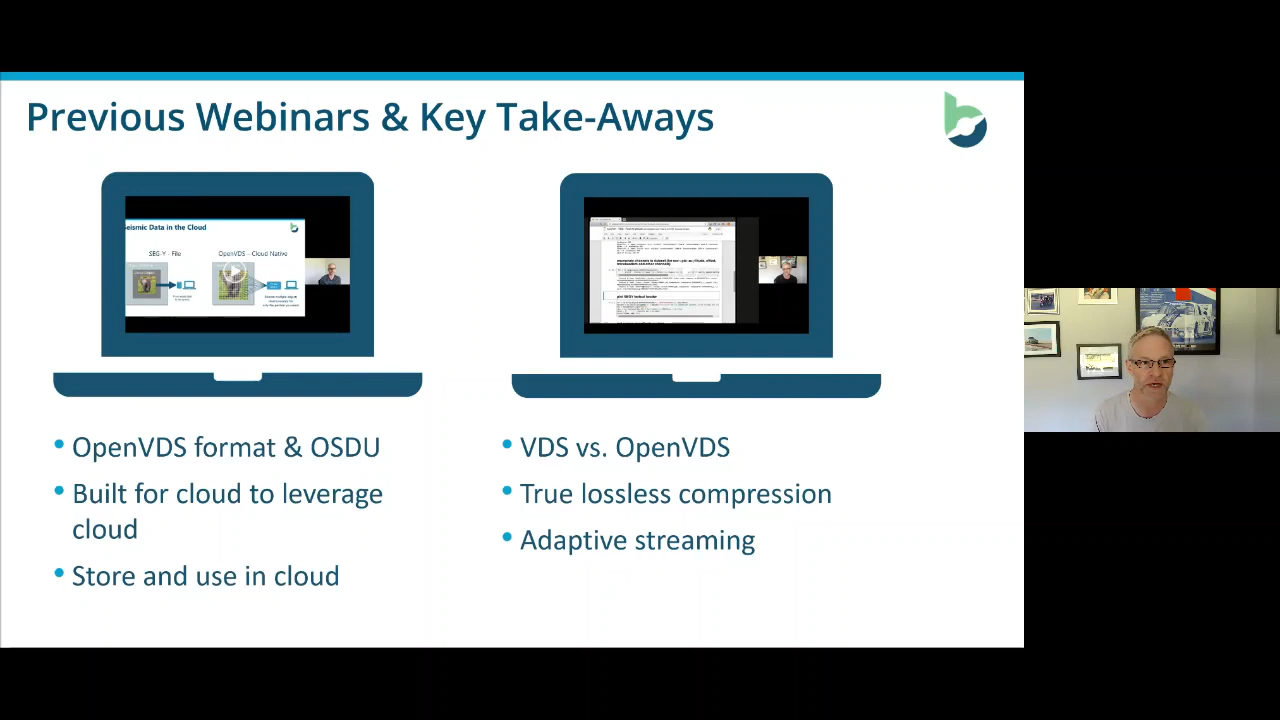 Previous Webinars & Key Take-Aways
Seismic Data in the Cloud
SEG-Y - File
OpenVDS - Cloud Native
• OpenVDS format & OSDU
• Built for cloud to leverage
cloud
• Store and use in cloud
• VDS vs. OpenVDS
• True lossless compression
• Adaptive streaming